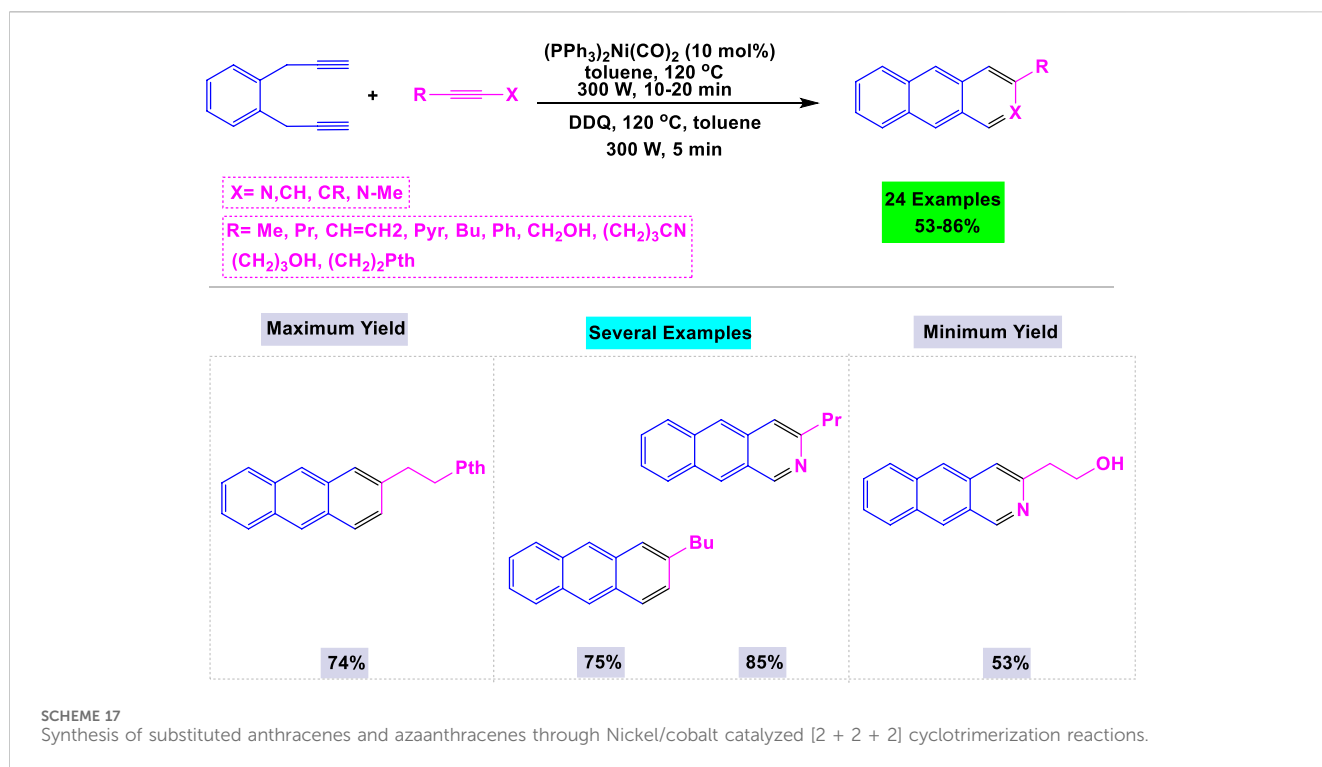 (PPh3)2Ni(CO)2 (10 mol%)
toluene, 120 °C
300 W, 10-20 min
DDQ, 120 °C, toluene
300 W, 5 min
+
R
X
R
X
X= N,CH, CR, N-Me
R= Me, Pr, CH=CH2, Pyr, Bu, Ph, CH2OH, (CH2)3CN
(CH2)3OH, (CH2)2Pth
24 Examples
53-86%
Maximum Yield
Several Examples
Minimum Yield
Pth
74%
Pr
N
Bu
75%
85%
OH
N
53%
SCHEME 17
Synthesis of substituted anthracenes and azaanthracenes through Nickel/cobalt catalyzed [2 + 2 + 2] cyclotrimerization reactions.